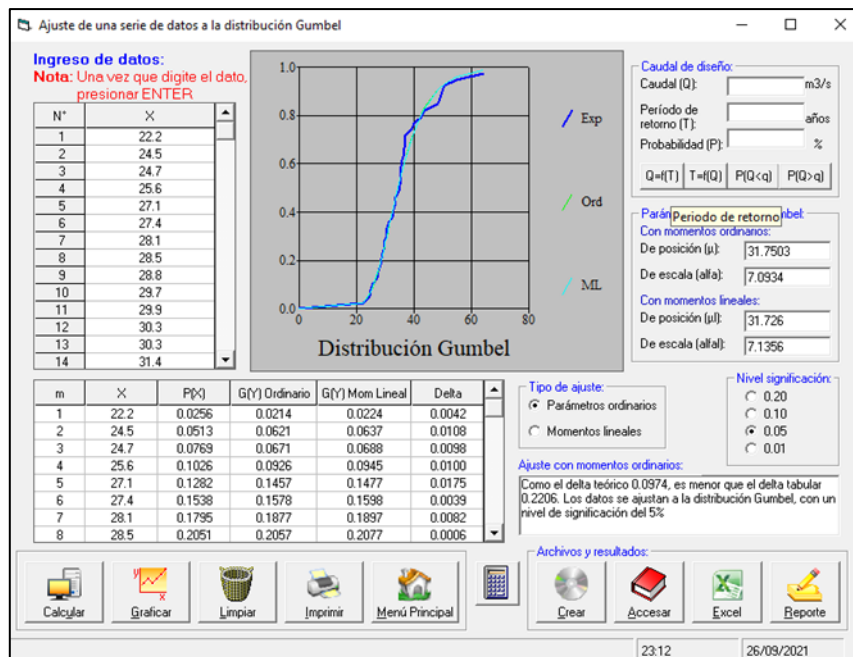 Ajuste de una serie de datos a la distribución Gumbel
Ingreso de datos:
Nota: Una vez que digite el dato,
presionar ENTER
N° X
1 22.2
2 24.5
3 24.7
4 25.6
5 27.1
6 27.4
7 28.1
8 28.5
9 28.8
10 29.7
11 29.9
12 30.3
13 30.3
14 31.4
1.0
0.8
0.6
0.4
0.2
0.0
0 20 40 60 80
Exp
Ord
ML
Distribución Gumbel
Caudal de diseño:
Caudal (Q): m3/s
Período de
retorno (T): años
Probabilidad (P): %
Q=f(T) T=f(Q) P(Q<q) P(Q>q)
Periodo de retorno
Con momentos ordinarios:
De posición (μ): 31.7503
De escala (alfa): 7.0934
Con momentos lineales:
De posición (μl): 31.726
De escala (alfal): 7.1356
m X P(X) G(Y) Ordinario G(Y) Mom Lineal Delta
1 22.2 0.0256 0.0214 0.0224 0.0042
2 24.5 0.0513 0.0621 0.0637 0.0108
3 24.7 0.0769 0.0671 0.0688 0.0098
4 25.6 0.1026 0.0926 0.0945 0.0100
5 27.1 0.1282 0.1457 0.1477 0.0175
6 27.4 0.1538 0.1578 0.1598 0.0039
7 28.1 0.1795 0.1877 0.1897 0.0082
8 28.5 0.2051 0.2057 0.2077 0.0006
Tipo de ajuste:
Parámetros ordinarios
Momentos lineales
Nivel significación:
0.20
0.10
0.05
0.01
Ajuste con momentos ordinarios:
Como el delta teórico 0.0974, es menor que el delta tabular
0.2206. Los datos se ajustan a la distribución Gumbel, con un
nivel de significación del 5%
Calcular Graficar Limpiar Imprimir Menú Principal
Archivos y resultados:
Crear Accesar Excel Reporte
23:12 26/09/2021